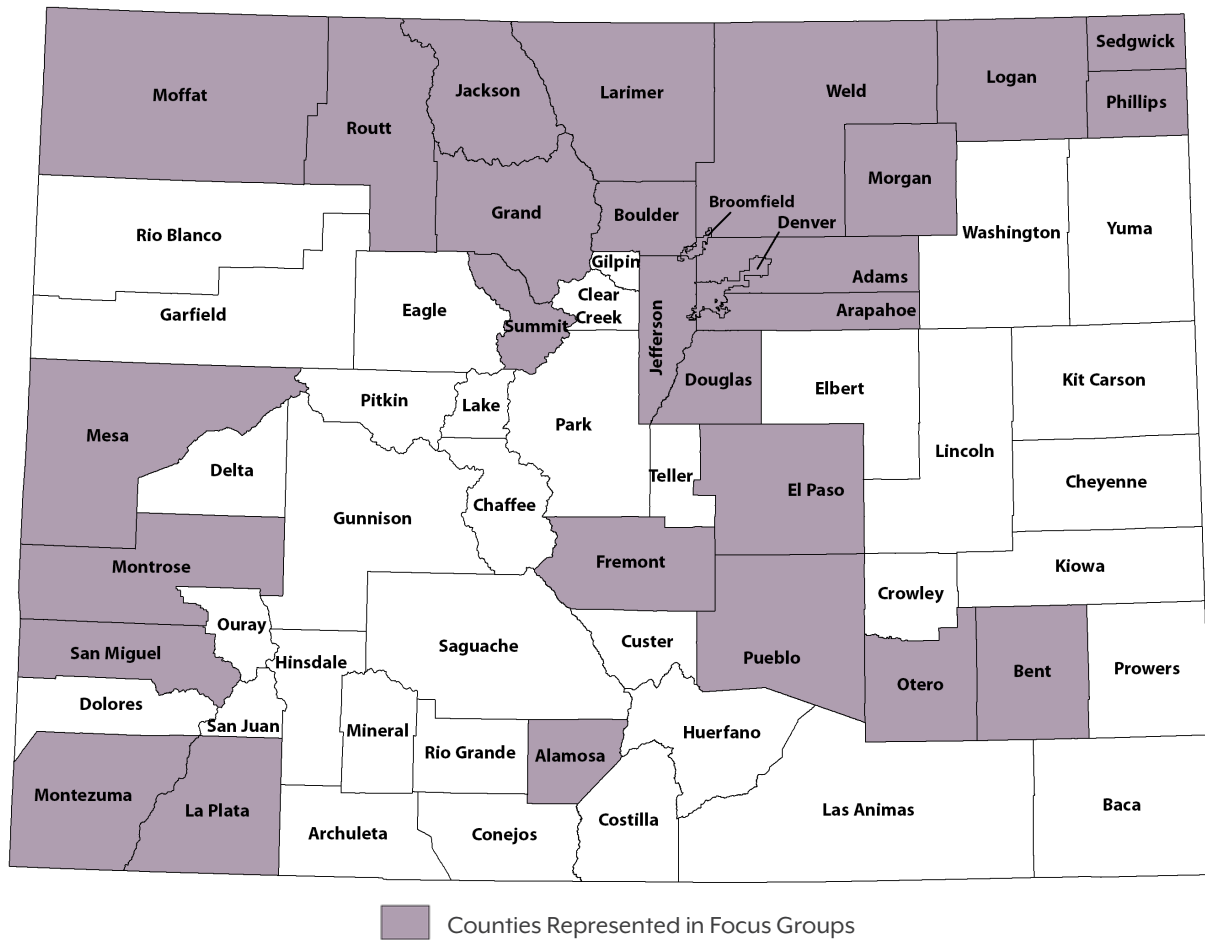 Sedgwick
Logan
Moffat
Jackson
Larimer
Weld
Phillips
Routt
Morgan
Broomfield
Grand
Boulder
Denver
Rio Blanco
Washington
Yuma
Gilpin
Adams
Clear
Creek
Garfield
Eagle
Summit
Arapahoe
Jefferson
Douglas
Elbert
Kit Carson
Pitkin
Lake
Park
Mesa
Lincoln
Delta
Teller
Cheyenne
El Paso
Chaffee
Gunnison
Fremont
Montrose
Kiowa
Crowley
Ouray
Custer
Saguache
San Miguel
Hinsdale
Pueblo
Otero
Bent
Prowers
Dolores
San Juan
Mineral
Huerfano
Rio Grande
Alamosa
Montezuma
La Plata
Las Animas
Baca
Costilla
Archuleta
Conejos
Counties Represented in Focus Groups